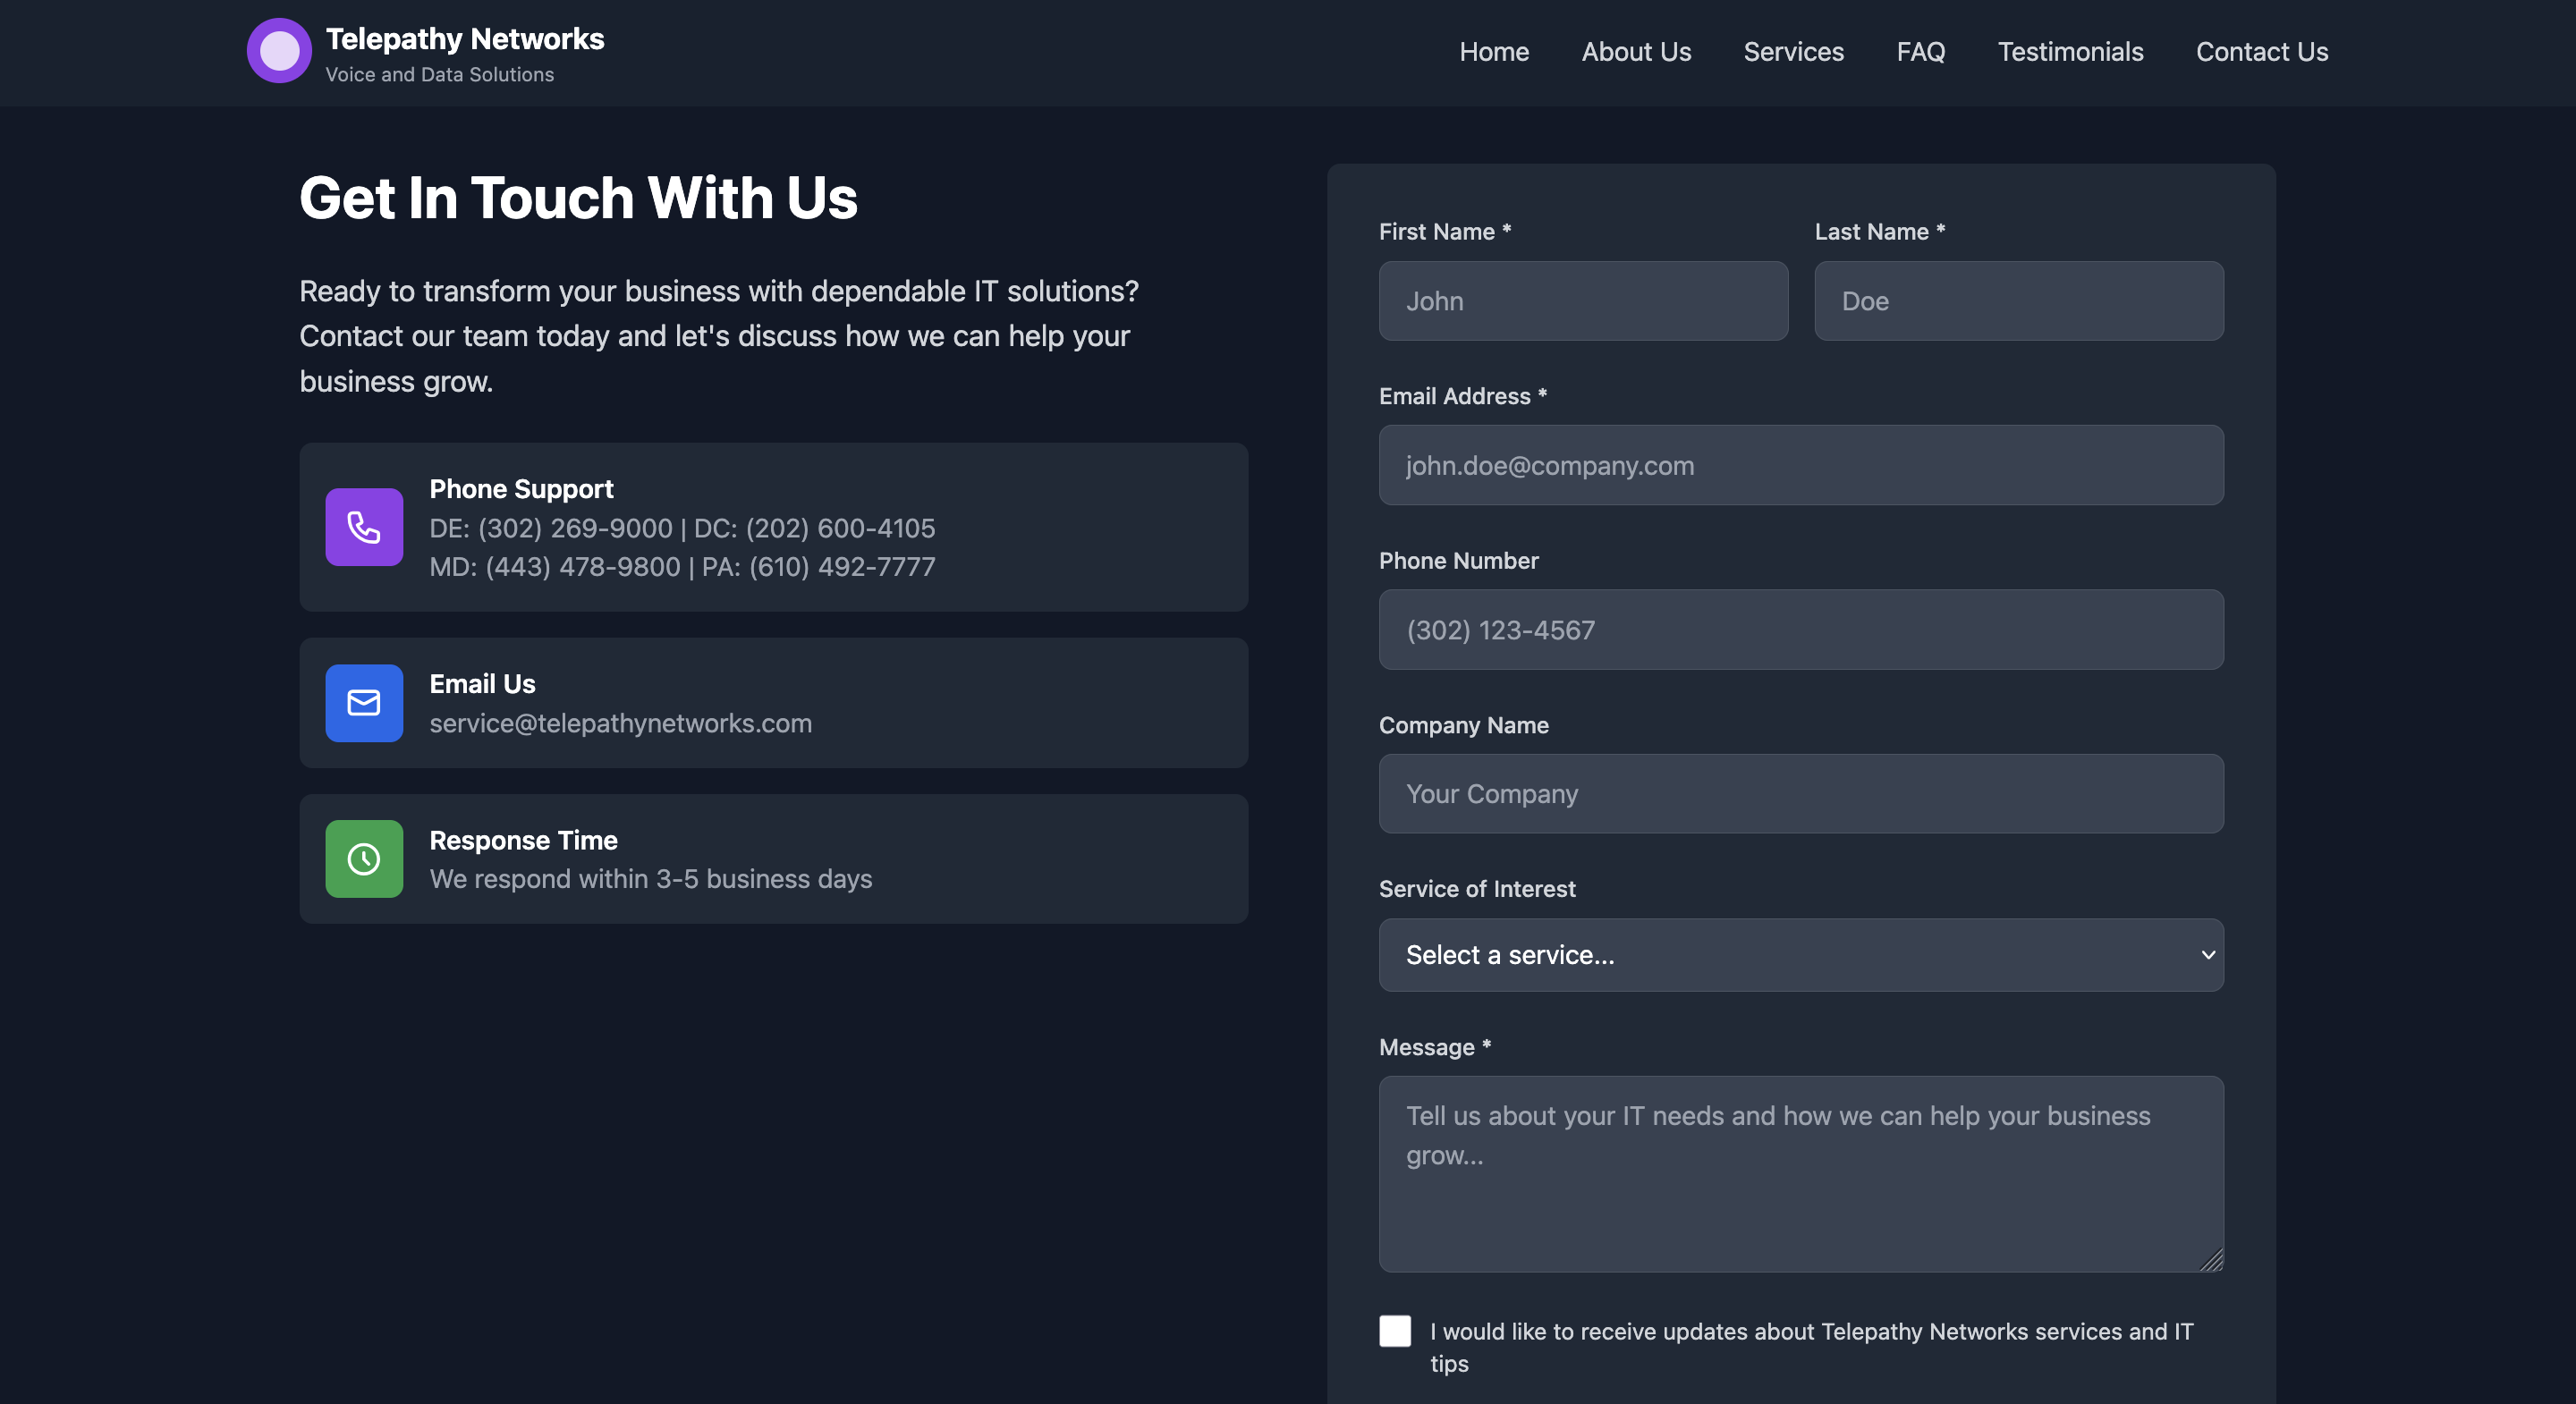 Telepathy Networks
Voice and Data Solutions
Home
About Us
Services
FAQ
Testimonials
Contact Us
Get In Touch With Us
Ready to transform your business with dependable IT solutions?
Contact our team today and let's discuss how we can help your
business grow.
Phone Support
DE: (302) 269-9000 | DC: (202) 600-4105
MD: (443) 478-9800 | PA: (610) 492-7777
Email Us
service@telepathynetworks.com
Response Time
We respond within 3-5 business days
First Name *
Last Name *
John
Doe
Email Address *
john.doe@company.com
Phone Number
(302) 123-4567
Company Name
Your Company
Service of Interest
Select a service...
Message *
Tell us about your IT needs and how we can help your business
grow...
I would like to receive updates about Telepathy Networks services and IT
tips